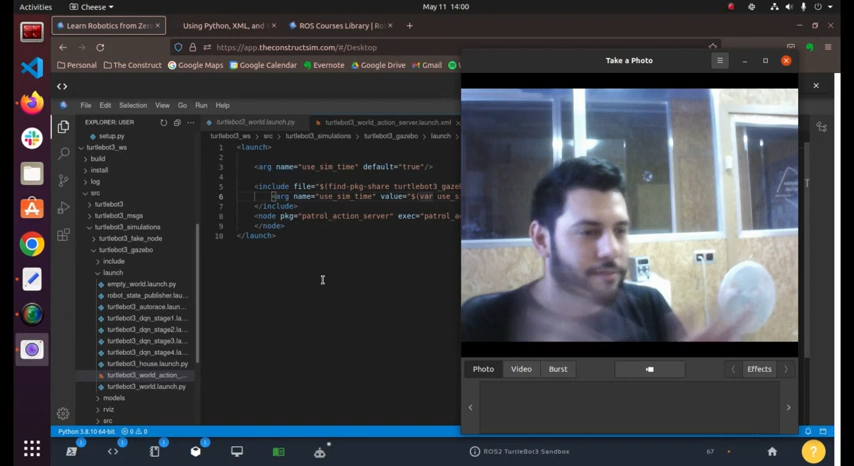 Activities
Cheese
May 11 14:00
Learn Robotics from Zero
Using Python, XML, and
ROS Courses Library | Ro
https://app.theconstructsim.com/#/Desktop
Personal
The Construct
Google Maps
Google Calendar
Evernote
Google Drive
Gmail
Take a Photo
File Edit Selection View Go Run Help
EXPLORER: USER
setup.py
turtlebot3_ws
build
install
log
src
turtlebot3
turtlebot3_msgs
turtlebot3_simulations
turtlebot3_fake_node
turtlebot3_gazebo
include
launch
empty_world.launch.py
robot_state_publisher.lau...
turtlebot3_autorace.laun...
turtlebot3_dqn_stage1.la...
turtlebot3_dqn_stage2.la...
turtlebot3_dqn_stage3.la...
turtlebot3_dqn_stage4.la...
turtlebot3_house.launch.py
turtlebot3_world_action_...
turtlebot3_world.launch.py
models
rviz
src
turtlebot3_world.launch.py
turtlebot3_world_action_server.launch.xml
turtlebot3_ws > src > turtlebot3_simulations > turtlebot3_gazebo > launch
1 <launch>
2
3 <arg name="use_sim_time" default="true"/>
4
5 <include file="$(find-pkg-share turtlebot3_gaze
6 <arg name="use_sim_time" value="$(var use_s
7 </include>
8 <node pkg="patrol_action_server" exec="patrol_a
9 </node>
10 </launch>
Photo
Video
Burst
Effects
Python 3.8.10 64-bit
0
0
ROS2 TurtleBot3 Sandbox
67
?